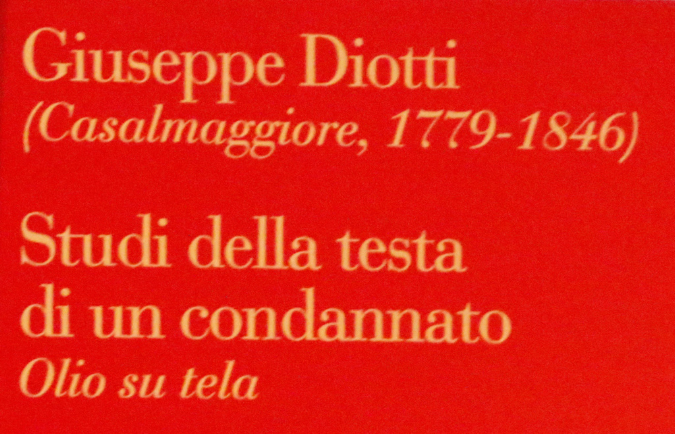 Giuseppe Diotti
(Casalmaggiore, 1779-1846)
Studi della testa
di un condannato
Olio su tela